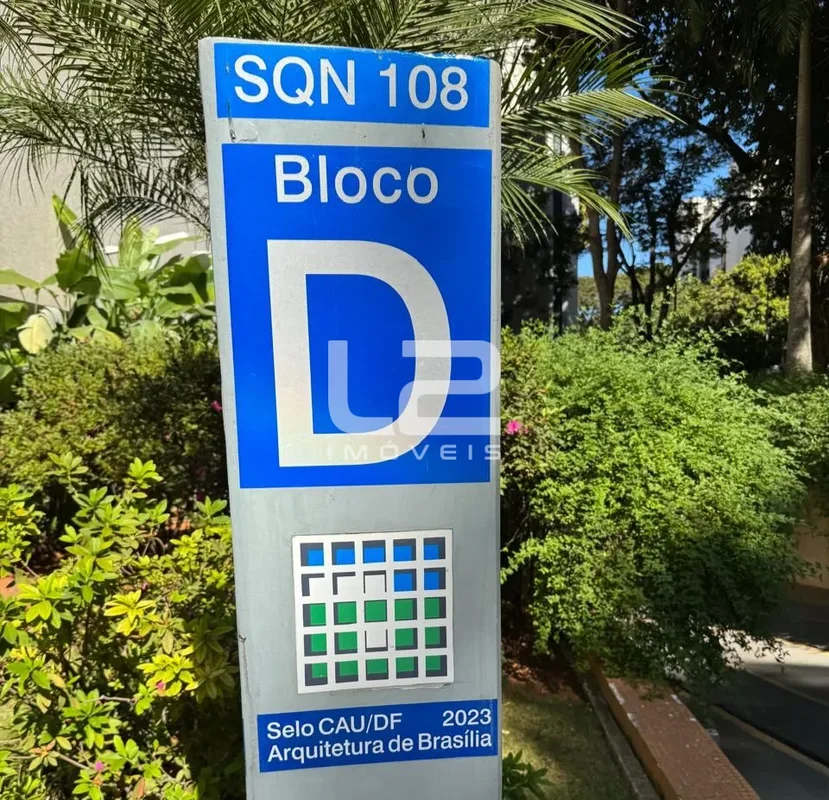 SQN 108
Bloco
D
L2
IMÓVEIS
Selo CAU/DF 2023
Arquitetura de Brasília